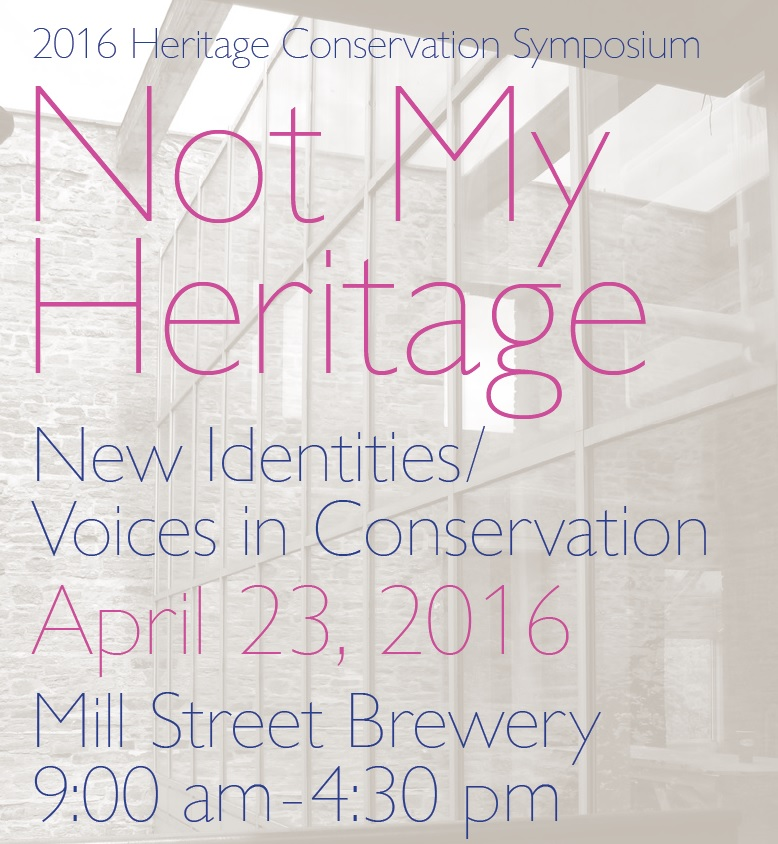 2016 Heritage Conservation Symposium
Not My
Heritage
New Identities/
Voices in Conservation
April 23, 2016
Mill Street Brewery
9:00 am-4:30 pm